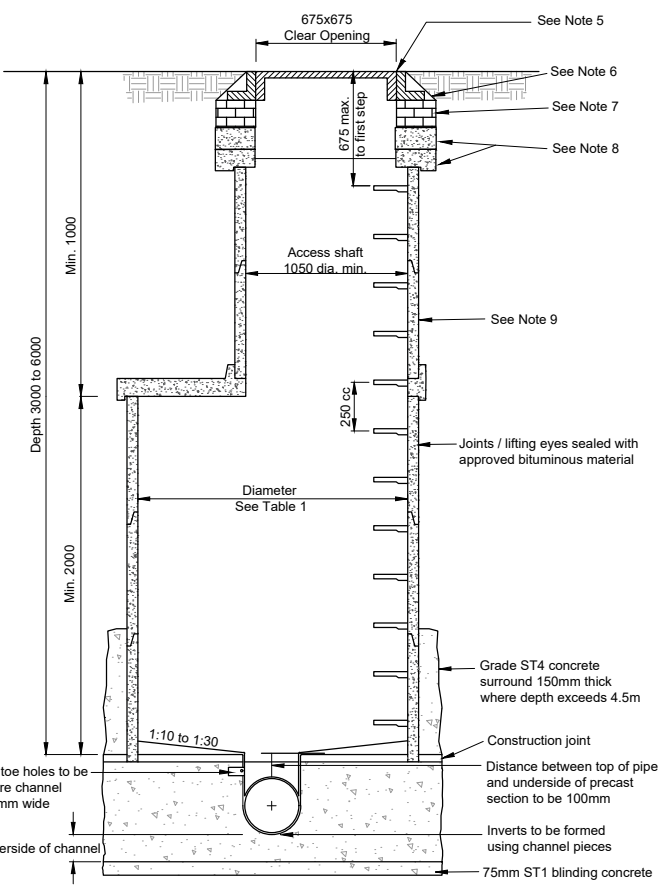 675x675
Clear Opening
See Note 5
See Note 6
See Note 7
See Note 8
675 max.
to first step
Min. 1000
Access shaft
1050 dia. min.
See Note 9
Depth 3000 to 6000
250 cc
Joints / lifting eyes sealed with
approved bituminous material
Diameter
See Table 1
Min. 2000
Grade ST4 concrete
surround 150mm thick
where depth exceeds 4.5m
1:10 to 1:30
Construction joint
toe holes to be
re channel
mm wide
Distance between top of pipe
and underside of precast
section to be 100mm
Inverts to be formed
using channel pieces
derside of channel
75mm ST1 blinding concrete